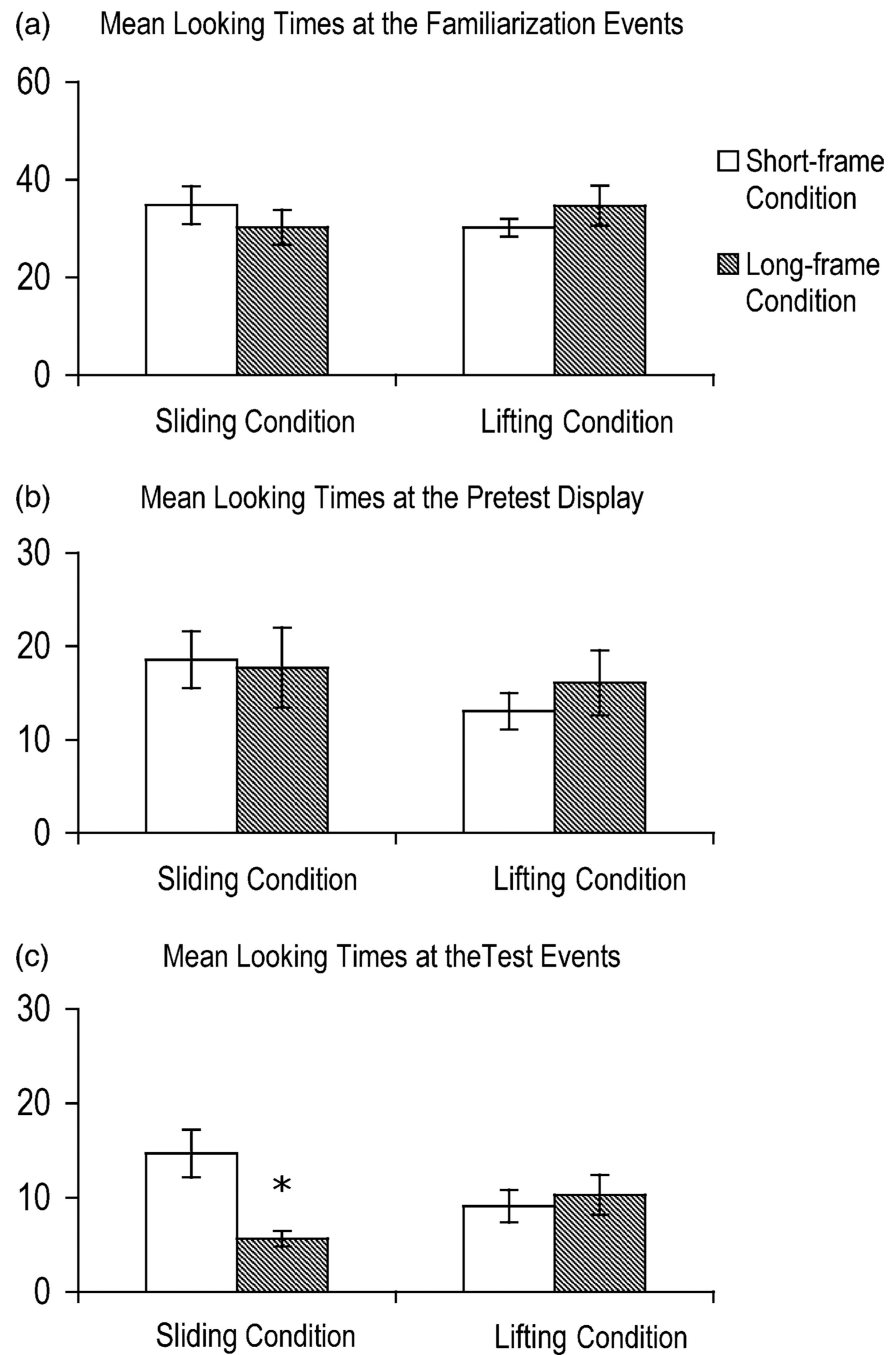 (a) Mean Looking Times at the Familiarization Events
60
40
20
0
Sliding Condition
Lifting Condition
Short-frame
Condition
Long-frame
Condition
(b) Mean Looking Times at the Pretest Display
30
20
10
0
Sliding Condition
Lifting Condition
(c) Mean Looking Times at theTest Events
30
20
10
0
*
Sliding Condition
Lifting Condition